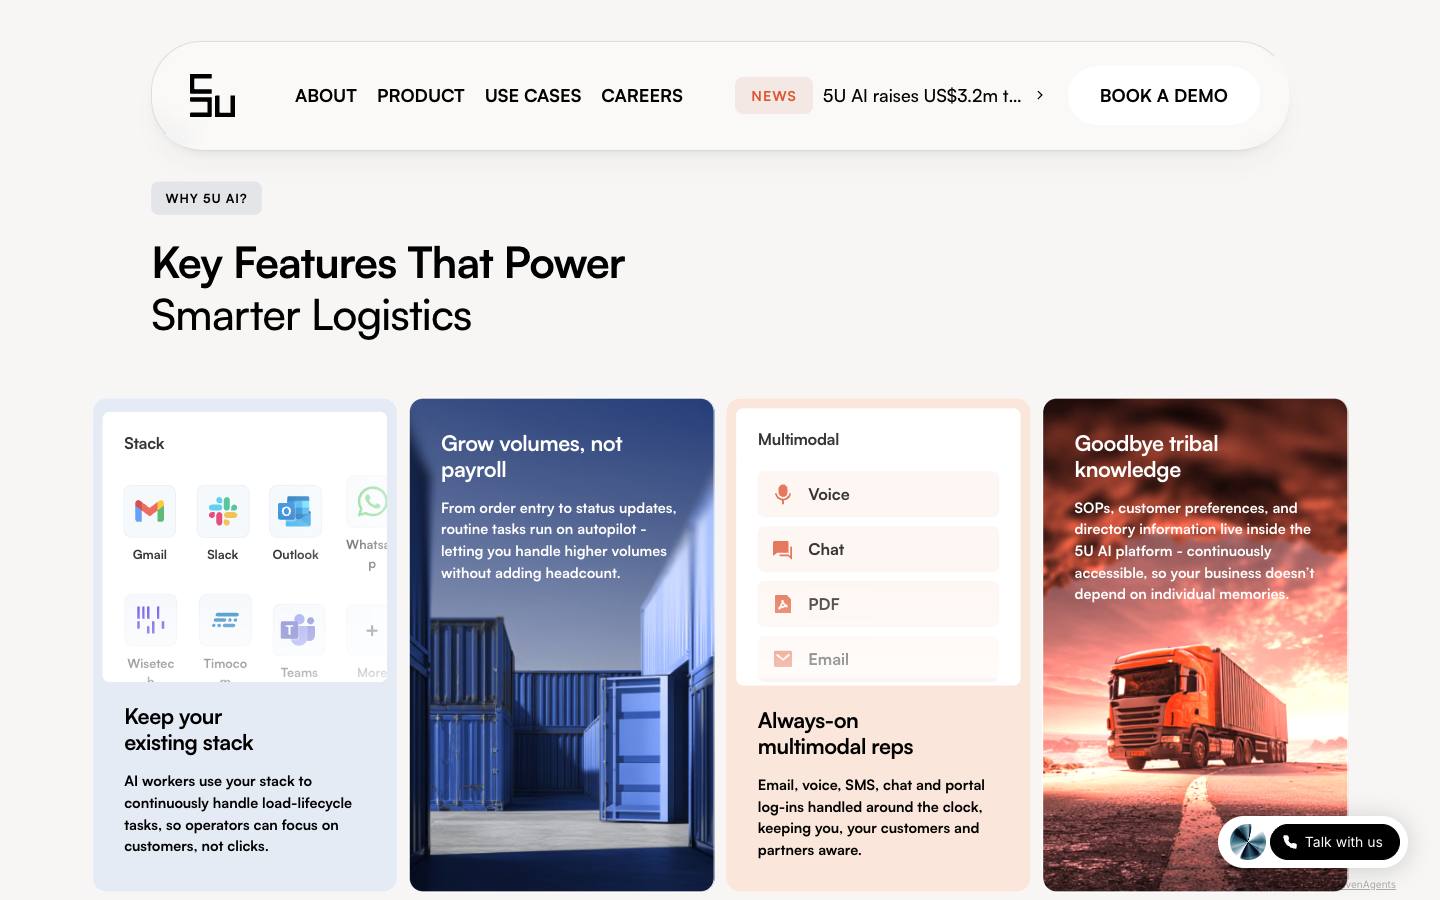 5u
ABOUT PRODUCT USE CASES CAREERS NEWS 5U AI raises US$3.2m t... BOOK A DEMO
WHY 5U AI?
Key Features That Power
Smarter Logistics
Stack
Gmail Slack Outlook Whatsa
p
Wisetec Timoco Teams More
h m
Keep your
existing stack
AI workers use your stack to
continuously handle load-lifecycle
tasks, so operators can focus on
customers, not clicks.
Grow volumes, not
payroll
From order entry to status updates,
routine tasks run on autopilot -
letting you handle higher volumes
without adding headcount.
Multimodal
Voice
Chat
PDF
Email
Always-on
multimodal reps
Email, voice, SMS, chat and portal
log-ins handled around the clock,
keeping you, your customers and
partners aware.
Goodbye tribal
knowledge
SOPs, customer preferences, and
directory information live inside the
5U AI platform - continuously
accessible, so your business doesn't
depend on individual memories.
Talk with us
venAgents